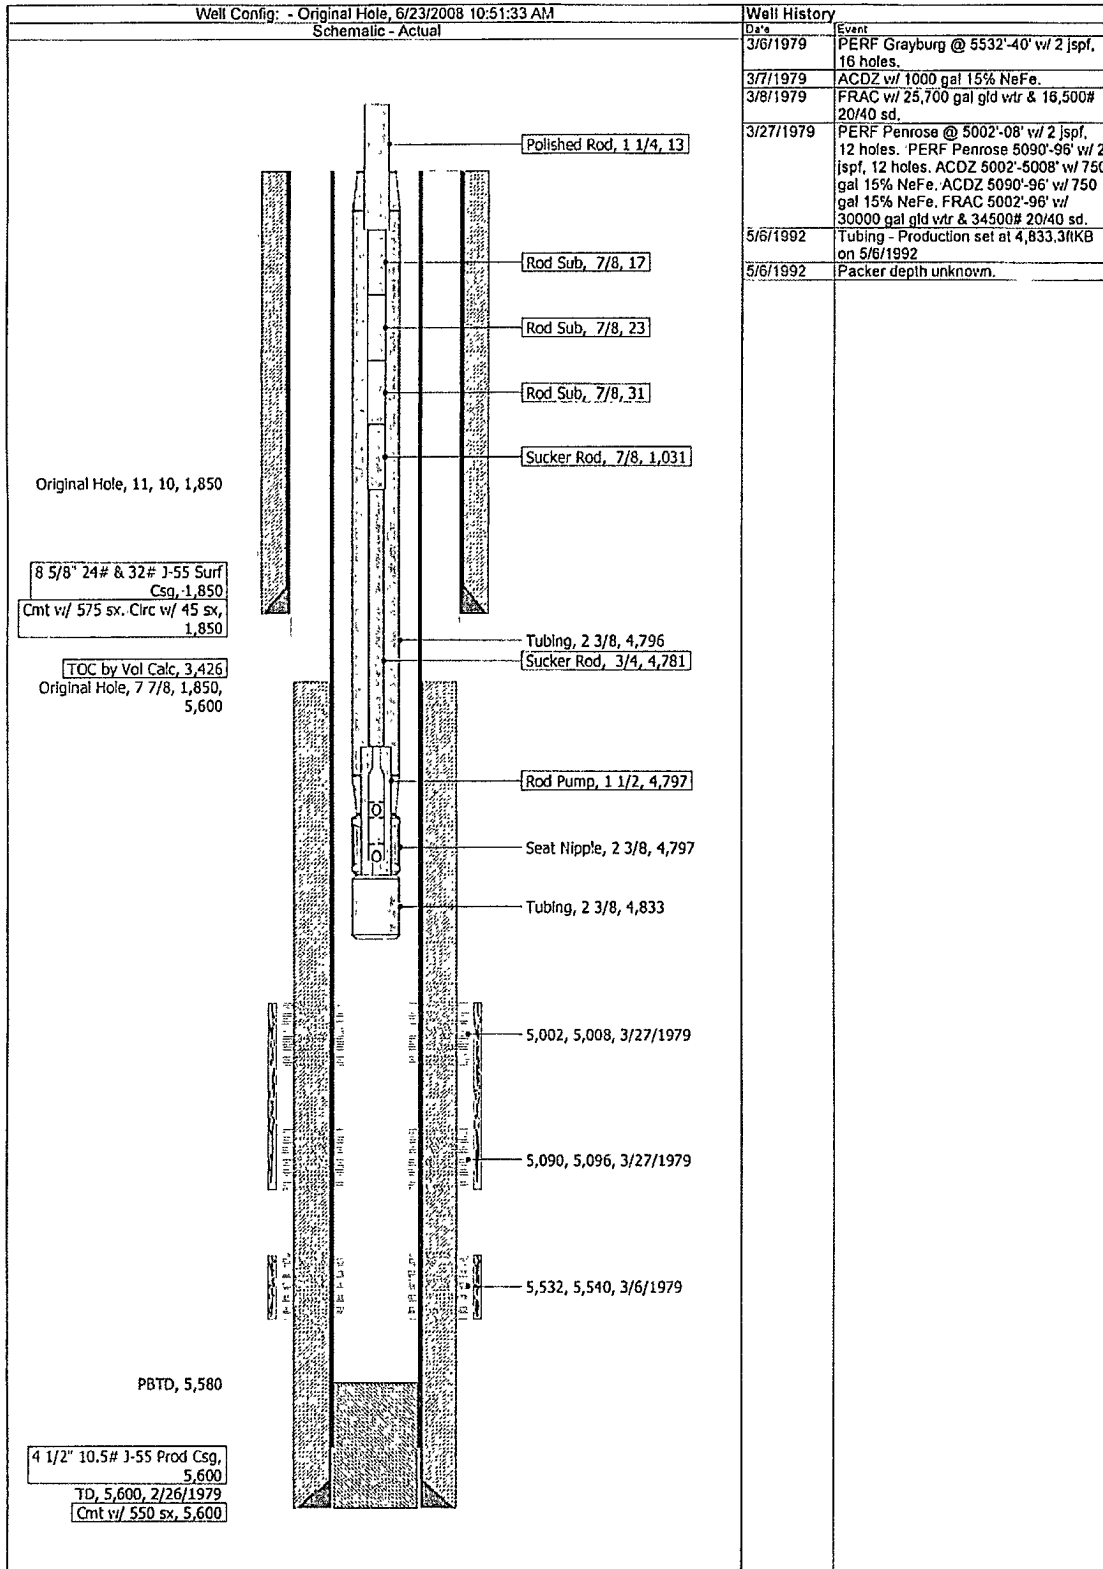 Well Config: - Original Hole, 6/23/2008 10:51:33 AM
Schematic - Actual
Polished Rod, 1 1/4, 13
Rod Sub, 7/8, 17
Rod Sub, 7/8, 23
Rod Sub, 7/8, 31
Sucker Rod, 7/8, 1,031
Original Hole, 11, 10, 1,850
8 5/8" 24# & 32# J-55 Surf
Csg, 1,850
Cmt w/ 575 sx. Circ w/ 45 sx,
1,850
Tubing, 2 3/8, 4,796
Sucker Rod, 3/4, 4,781
TOC by Vol Calc, 3,426
Original Hole, 7 7/8, 1,850,
5,600
Rod Pump, 1 1/2, 4,797
Seat Nipple, 2 3/8, 4,797
Tubing, 2 3/8, 4,833
5,002, 5,008, 3/27/1979
5,090, 5,096, 3/27/1979
5,532, 5,540, 3/6/1979
PBTD, 5,580
4 1/2" 10.5# J-55 Prod Csg,
5,600
TD, 5,600, 2/26/1979
Cmt w/ 550 sx, 5,600
Well History
Date Event
3/6/1979 PERF Grayburg @ 5532'-40' w/ 2 jspf,
16 holes.
3/7/1979 ACDZ w/ 1000 gal 15% NeFe.
3/8/1979 FRAC w/ 25,700 gal gld wtr & 16,500#
20/40 sd.
3/27/1979 PERF Penrose @ 5002'-08' w/ 2 jspf,
12 holes. PERF Penrose 5090'-96' w/ 2
jspf, 12 holes. ACDZ 5002'-5008' w/ 750
gal 15% NeFe. ACDZ 5090'-96' w/ 750
gal 15% NeFe. FRAC 5002'-96' w/
30000 gal gld wtr & 34500# 20/40 sd.
5/6/1992 Tubing - Production set at 4,833.3ftKB
on 5/6/1992
5/6/1992 Packer depth unknown.